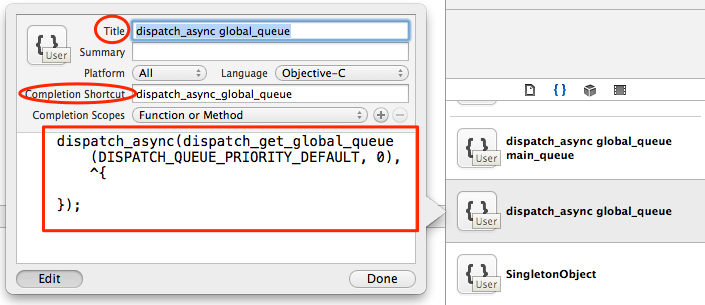 Title dispatch_async global_queue
User
Summary
Platform All Language Objective-C
Completion Shortcut dispatch_async_global_queue
Completion Scopes Function or Method
dispatch_async(dispatch_get_global_queue
(DISPATCH_QUEUE_PRIORITY_DEFAULT, 0),
^{
});
Edit Done
{ }
dispatch_async global_queue
main_queue
User
dispatch_async global_queue
User
SingletonObject
User